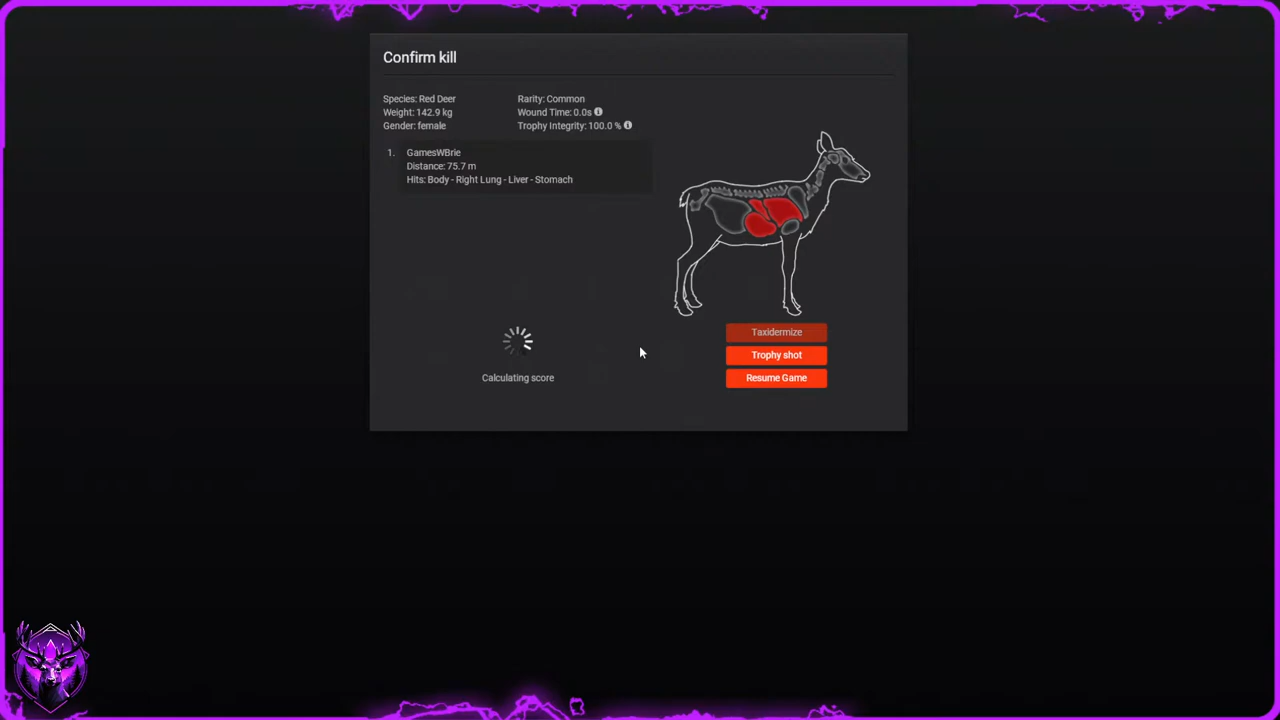 Confirm kill
Species: Red Deer
Weight: 142.9 kg
Gender: female
Rarity: Common
Wound Time: 0.0s
Trophy Integrity: 100.0 %
1. GamesWBrie
Distance: 75.7 m
Hits: Body - Right Lung - Liver - Stomach
Calculating score
Taxidermize
Trophy shot
Resume Game